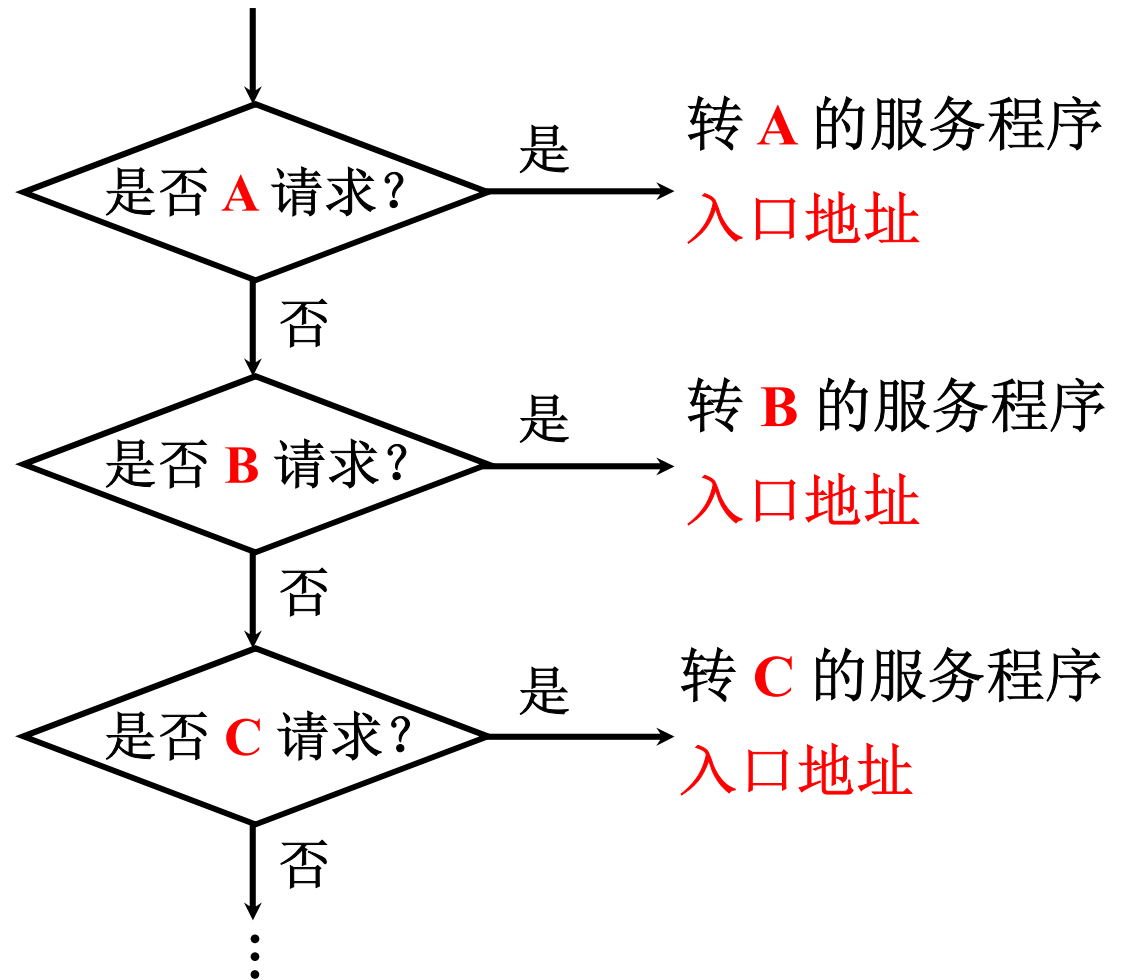 是否 A 请求？
是
转 A 的服务程序
入口地址
否
是否 B 请求？
是
转 B 的服务程序
入口地址
否
是否 C 请求？
是
转 C 的服务程序
入口地址
否
⋮